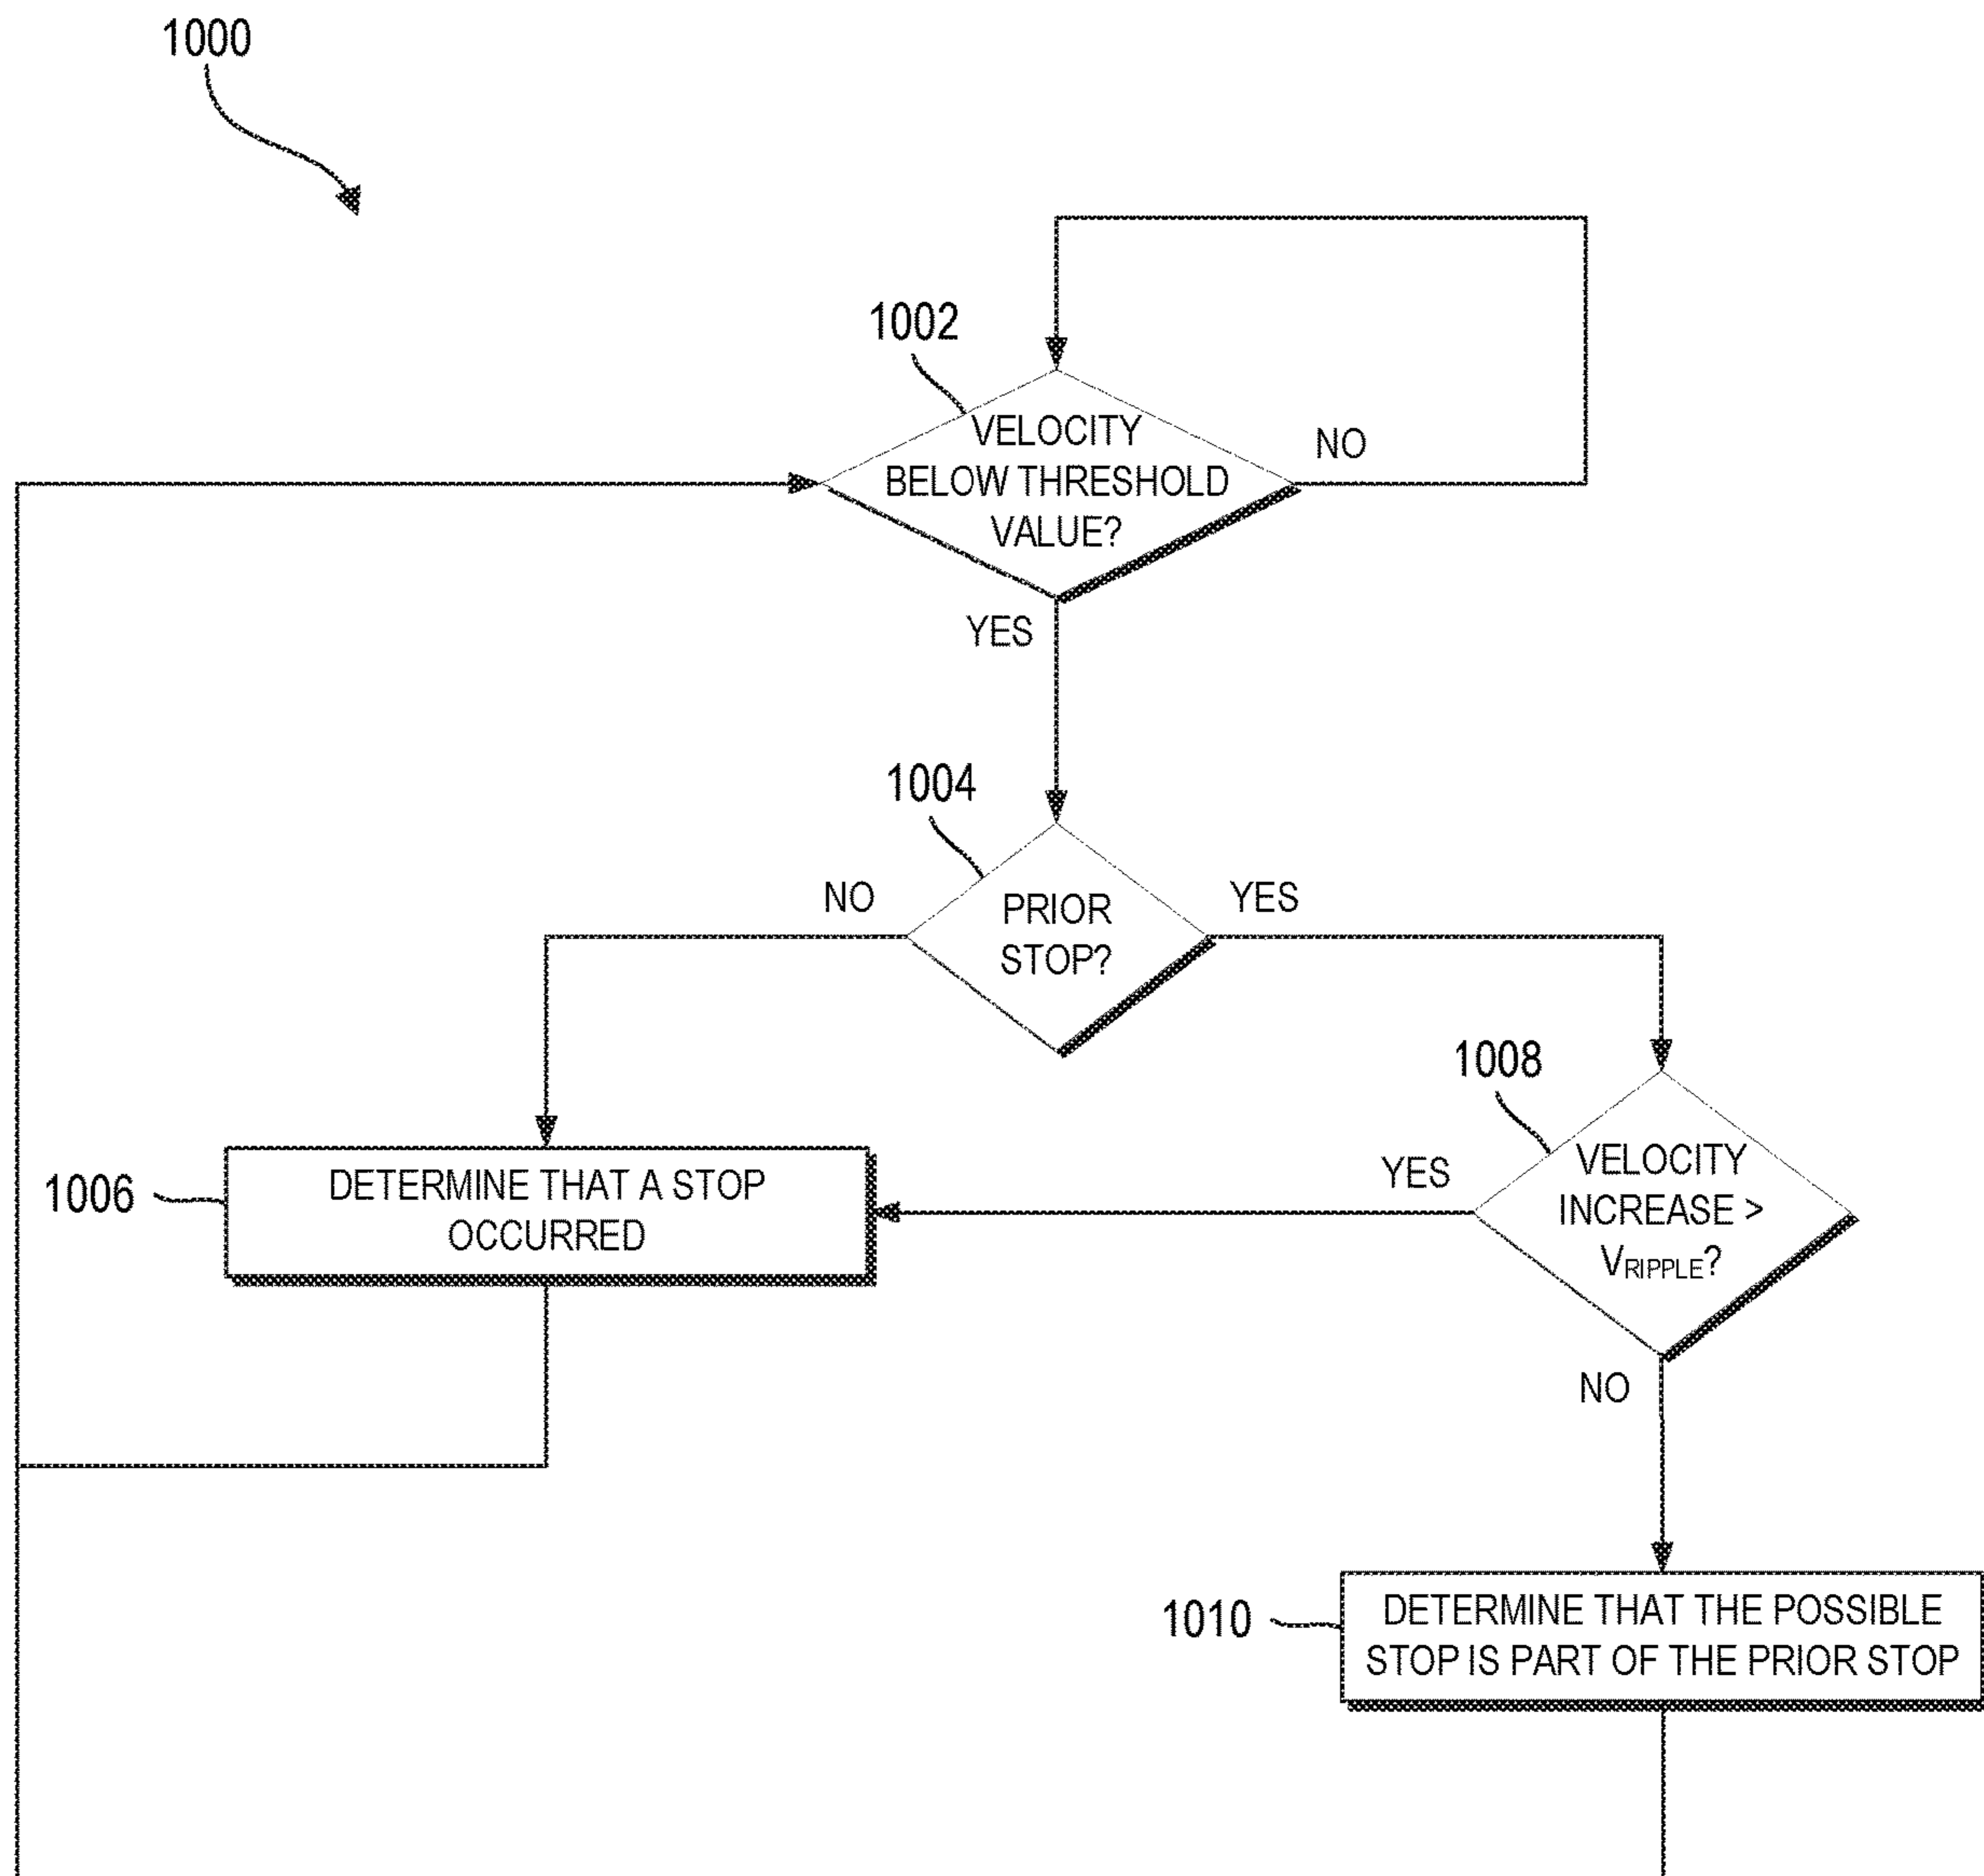 1000
1002
VELOCITY
BELOW THRESHOLD
VALUE?
NO
YES
1004
NO
PRIOR
STOP?
YES
1008
VELOCITY
INCREASE >
VRIPPLE?
YES
NO
1006
DETERMINE THAT A STOP
OCCURRED
1010
DETERMINE THAT THE POSSIBLE
STOP IS PART OF THE PRIOR STOP